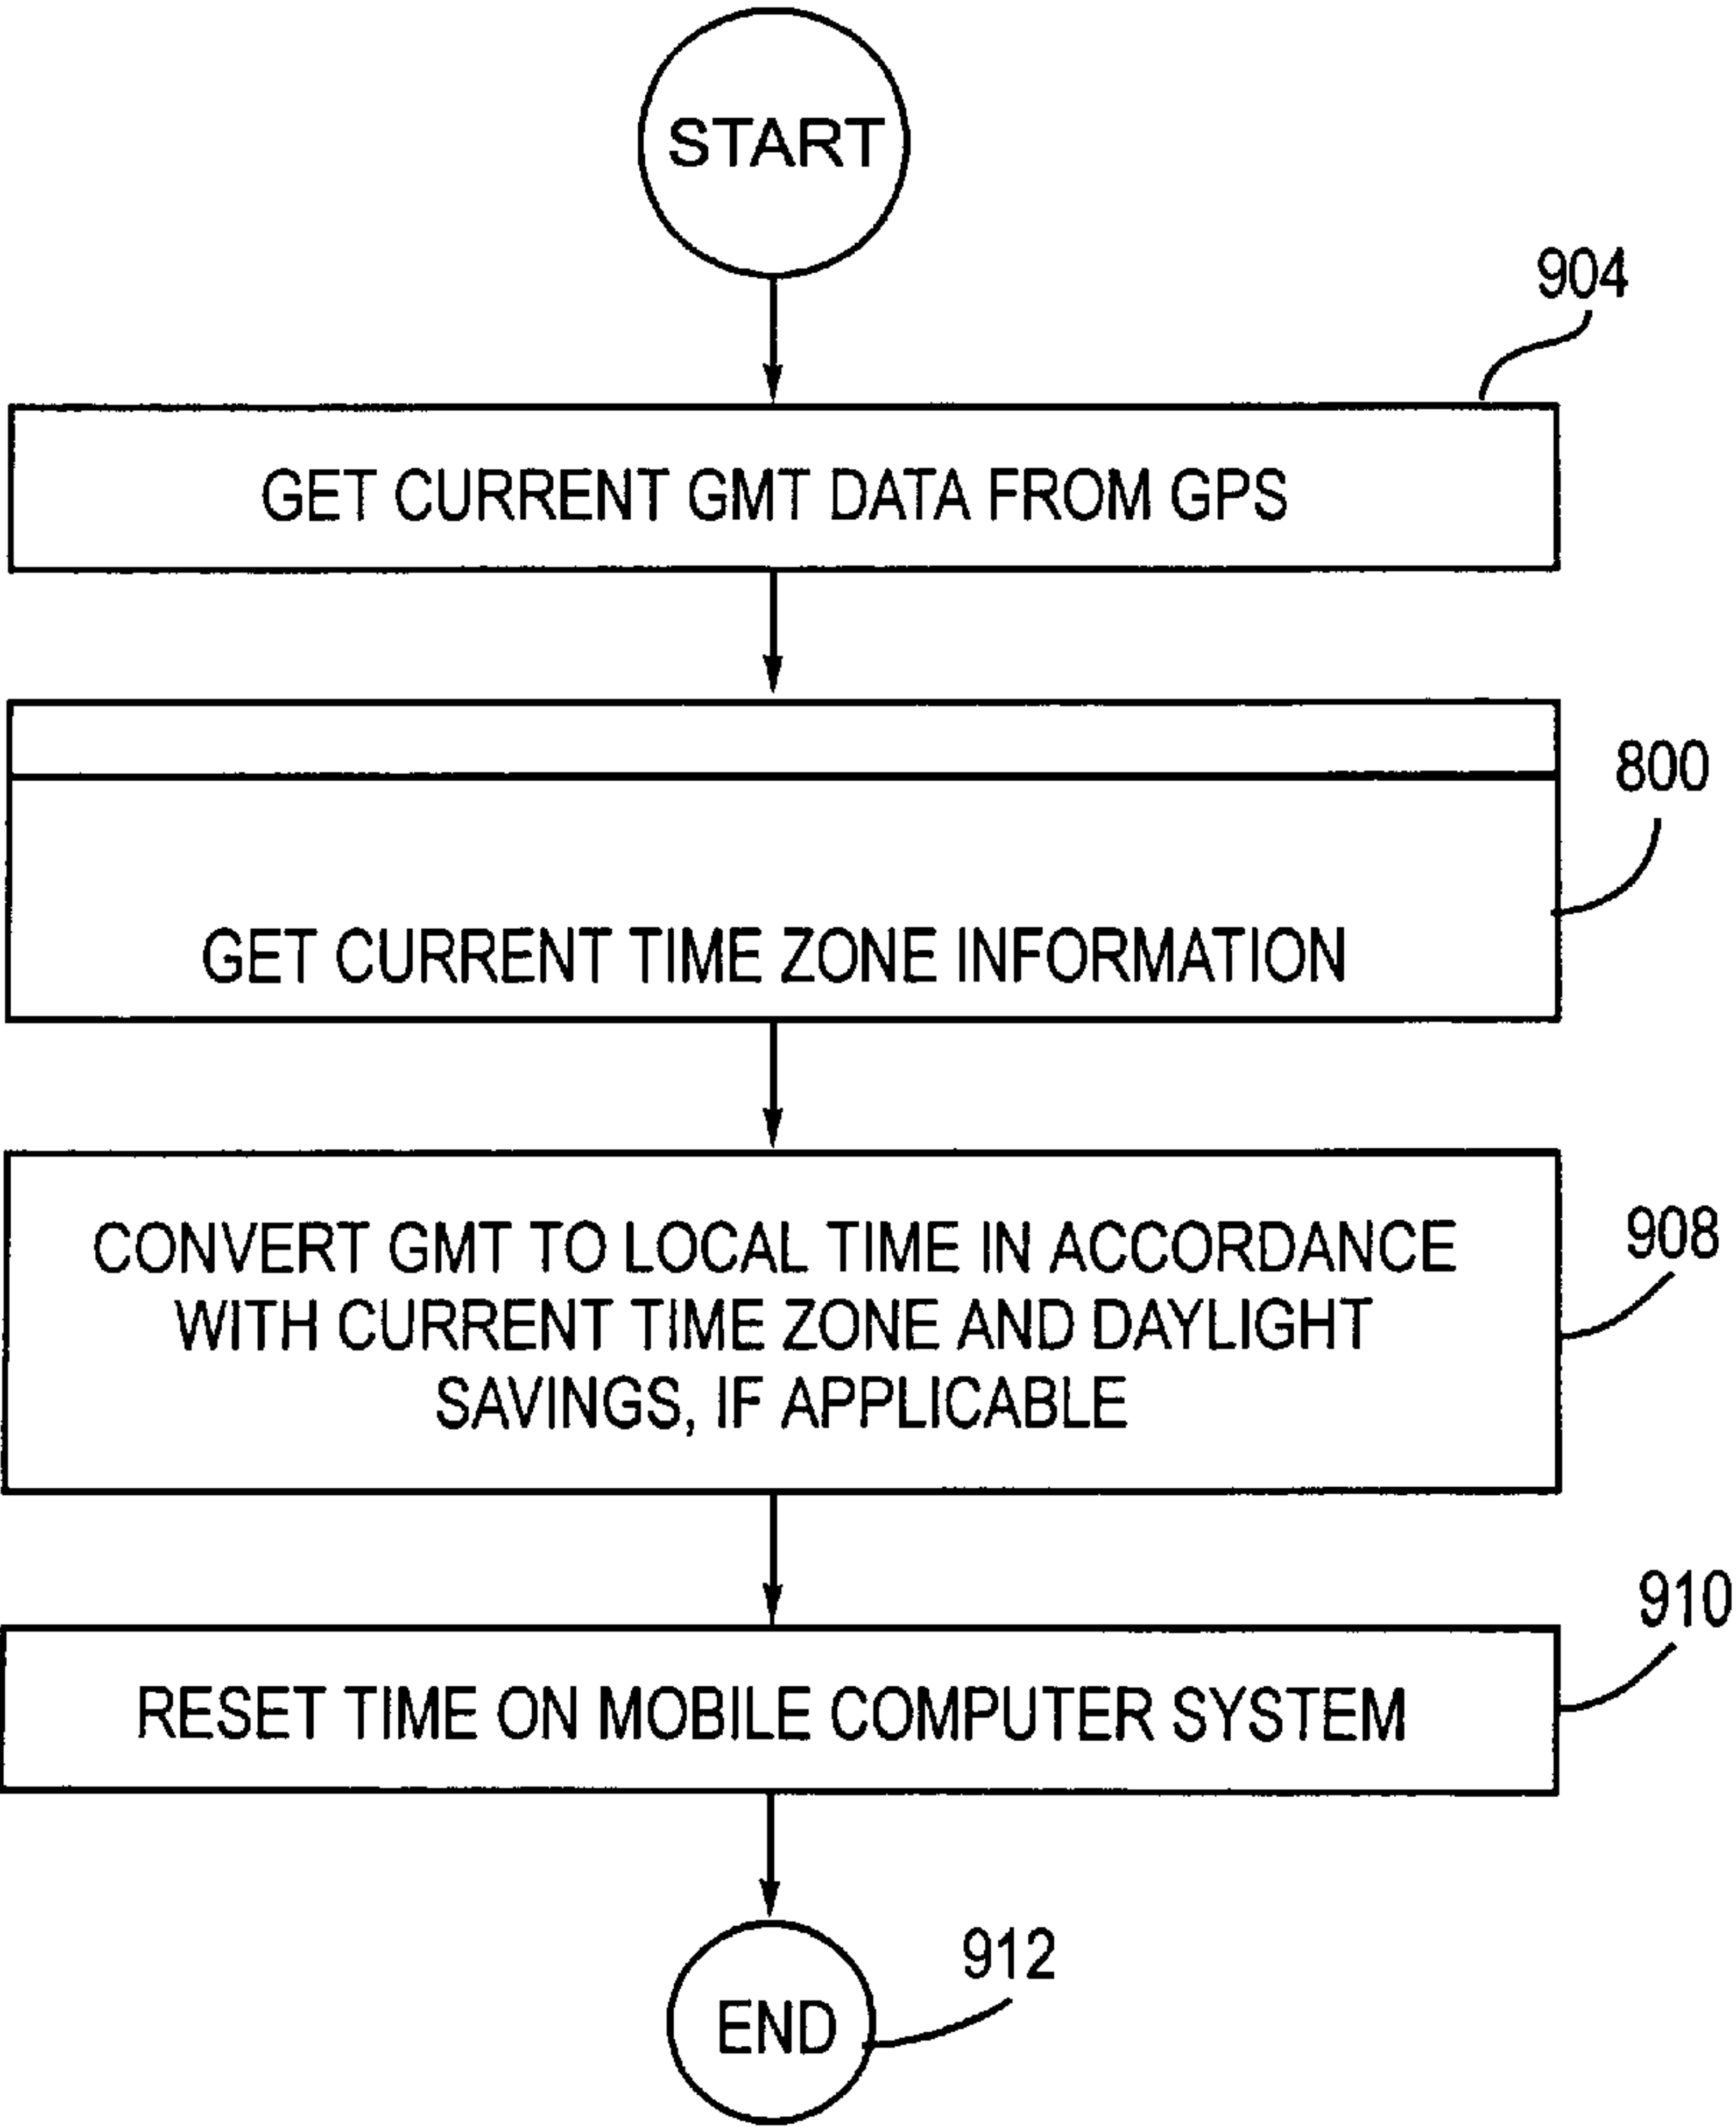 START
904
GET CURRENT GMT DATA FROM GPS
800
GET CURRENT TIME ZONE INFORMATION
CONVERT GMT TO LOCAL TIME IN ACCORDANCE
WITH CURRENT TIME ZONE AND DAYLIGHT
SAVINGS, IF APPLICABLE
908
910
RESET TIME ON MOBILE COMPUTER SYSTEM
912
END